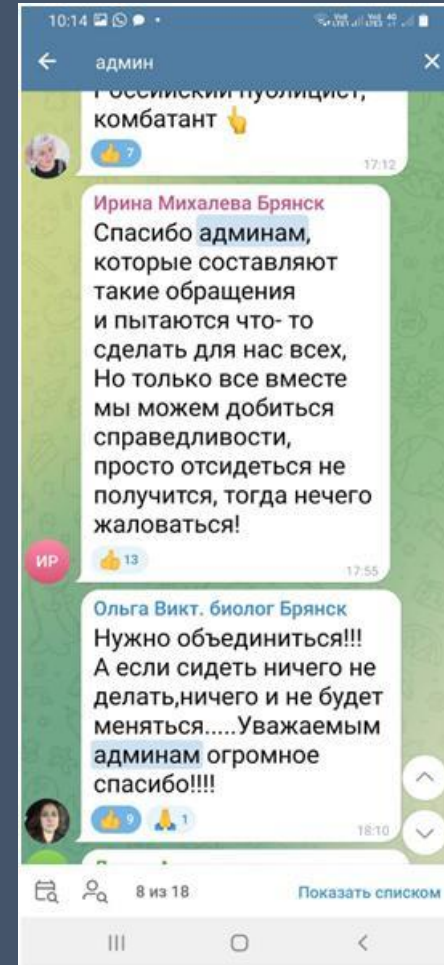 10:14
админ
Российский публицист,
комбатант 👆
👍 7
17:12
Ирина Михалева Брянск
Спасибо админам,
которые составляют
такие обращения
и пытаются что- то
сделать для нас всех,
Но только все вместе
мы можем добиться
справедливости,
просто отсидеться не
получится, тогда нечего
жаловаться!
ИР
👍 13
17:55
Ольга Викт. биолог Брянск
Нужно объединиться!!!
А если сидеть ничего не
делать,ничего и не будет
меняться.....Уважаемым
админам огромное
спасибо!!!!
👍 9 🙏 1
18:10
8 из 18
Показать списком